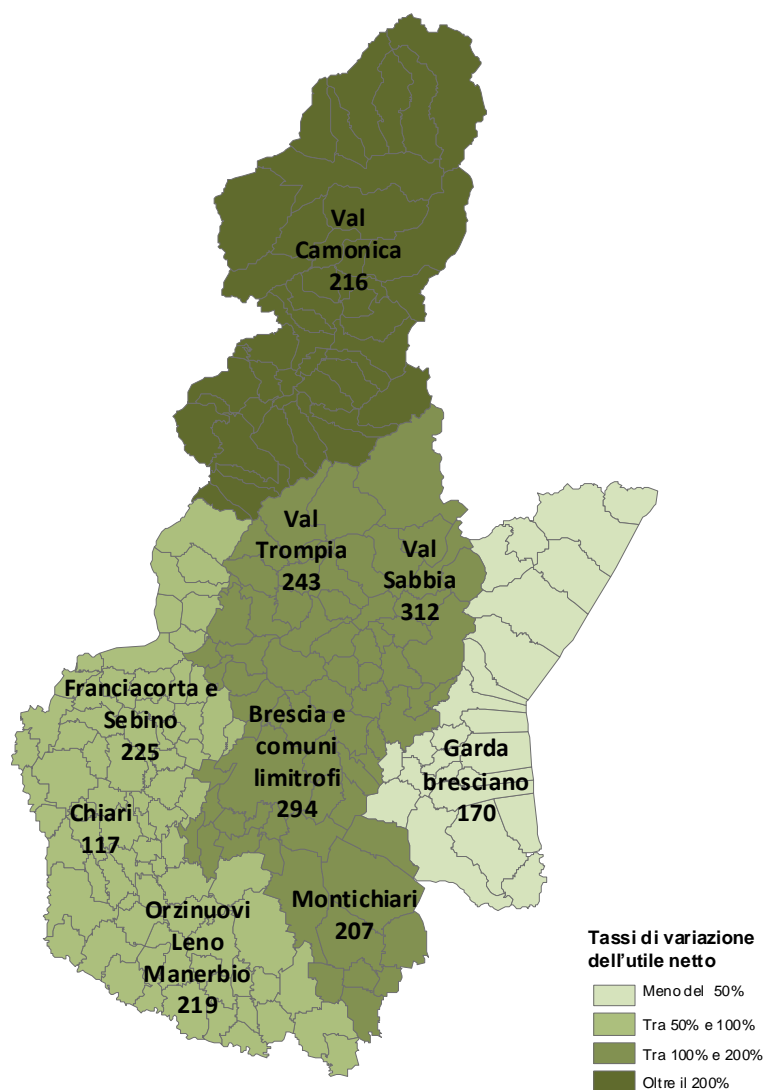 Val
Camonica
216
Val
Trompia
243
Val
Sabbia
312
Franciacorta e
Sebino
225
Brescia e
comuni
limitrofi
294
Garda
bresciano
170
Chiari
117
Orzinuovi
Leno
Manerbio
219
Montichiari
207
Tassi di variazione
dell'utile netto
Meno del 50%
Tra 50% e 100%
Tra 100% e 200%
Oltre il 200%